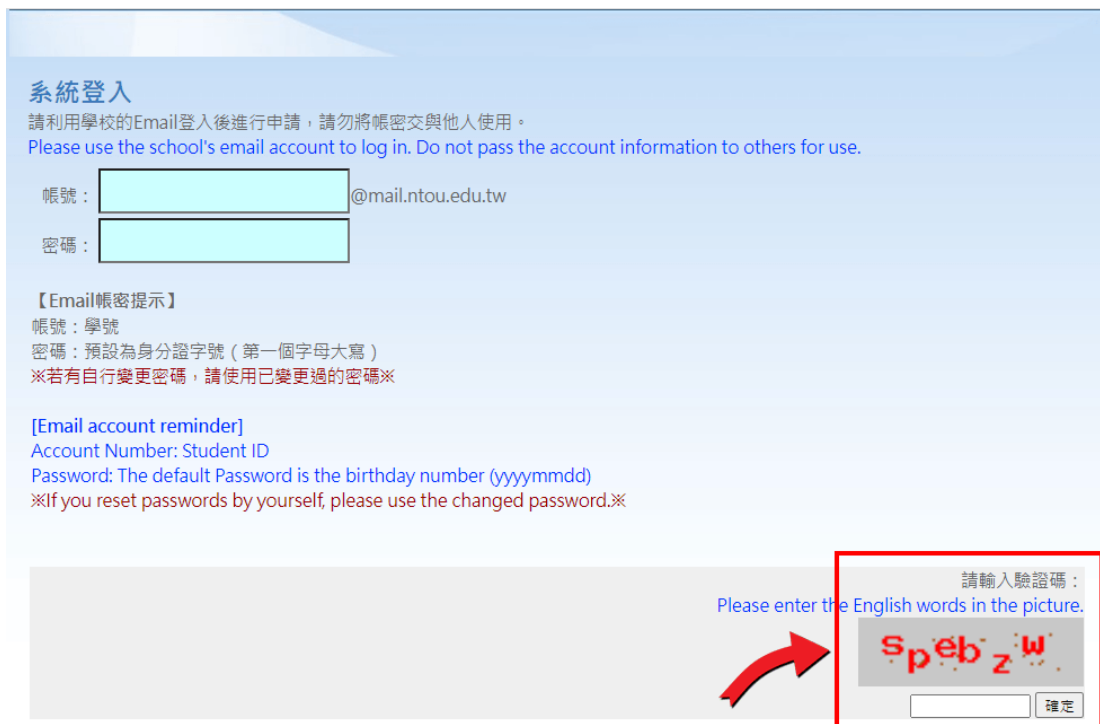 系統登入
請利用學校的Email登入後進行申請，請勿將帳密交與他人使用。
Please use the school's email account to log in. Do not pass the account information to others for use.
帳號：@mail.ntou.edu.tw
密碼：
【Email帳密提示】
帳號：學號
密碼：預設為身分證字號（第一個字母大寫）
※若有自行變更密碼，請使用已變更過的密碼※
[Email account reminder]
Account Number: Student ID
Password: The default Password is the birthday number (yyyymmdd)
※If you reset passwords by yourself, please use the changed password.※
請輸入驗證碼：
Please enter the English words in the picture.
spebzw
確定